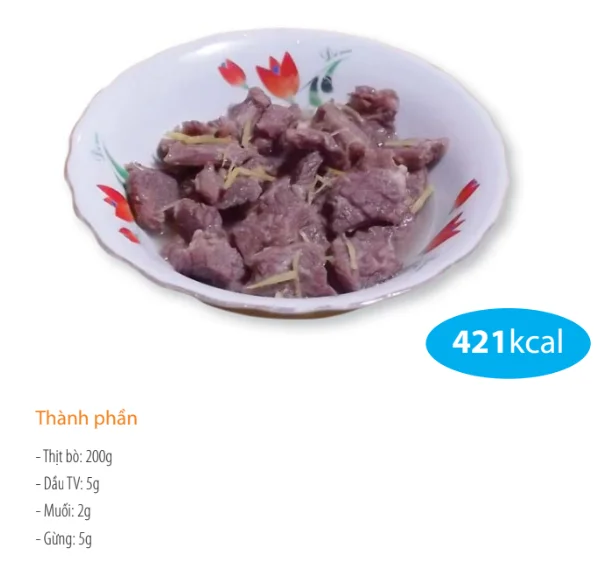 421kcal
Thành phần
- Thịt bò: 200g
- Dầu TV: 5g
- Muối: 2g
- Gừng: 5g